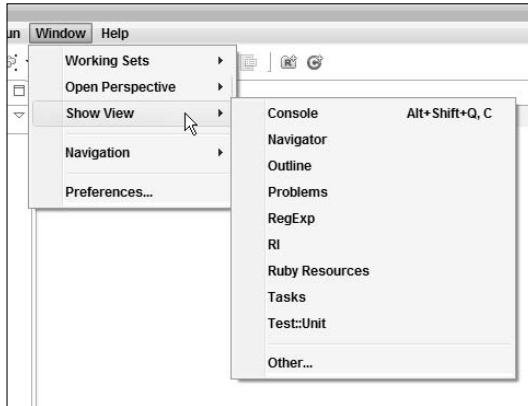 un Window Help
Working Sets
Open Perspective
Show View
Navigation
Preferences...
Console Alt+Shift+Q, C
Navigator
Outline
Problems
RegExp
RI
Ruby Resources
Tasks
Test::Unit
Other...